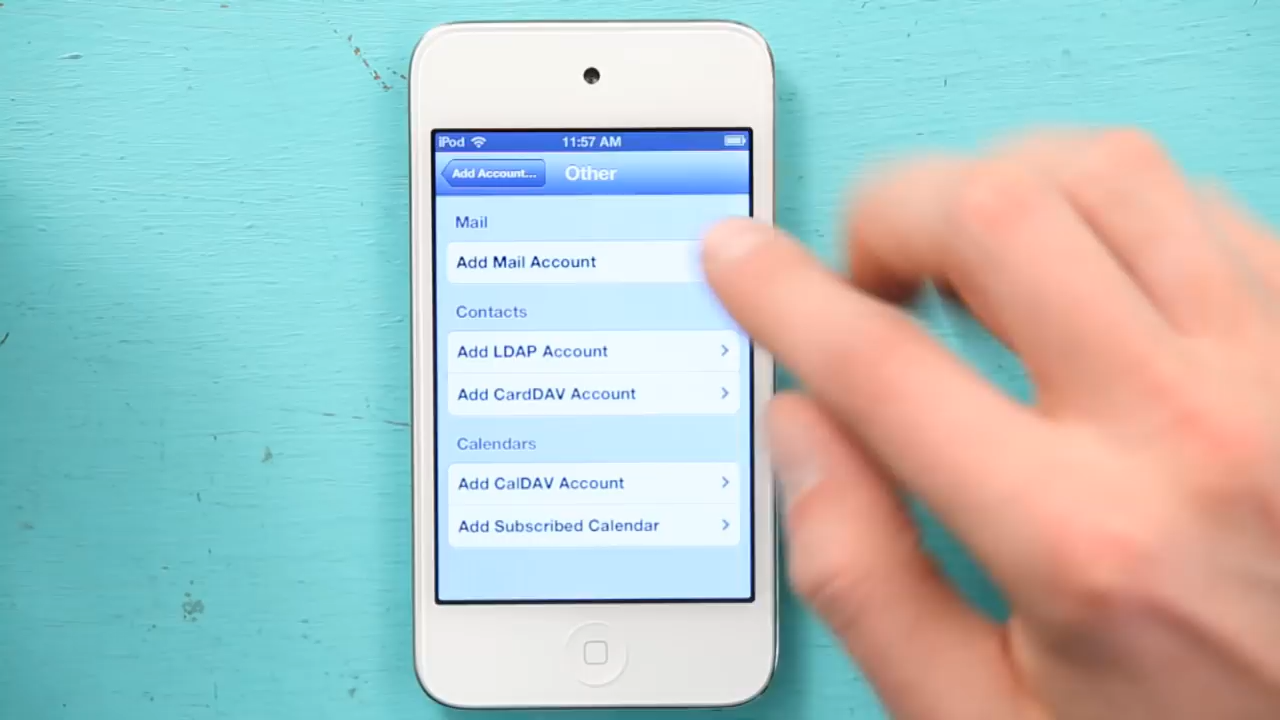 iPod 11:57 AM
Add Account... Other
Mail
Add Mail Account
Contacts
Add LDAP Account
Add CardDAV Account
Calendars
Add CalDAV Account
Add Subscribed Calendar